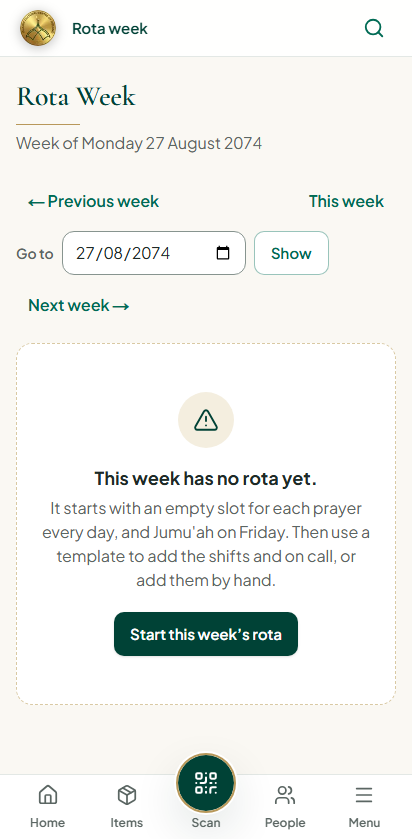 Rota week
Rota Week
Week of Monday 27 August 2074
← Previous week
This week
Go to
27/08/2074
Show
Next week →
This week has no rota yet.
It starts with an empty slot for each prayer
every day, and Jumu'ah on Friday. Then use a
template to add the shifts and on call, or
add them by hand.
Start this week's rota
Home
Items
Scan
People
Menu